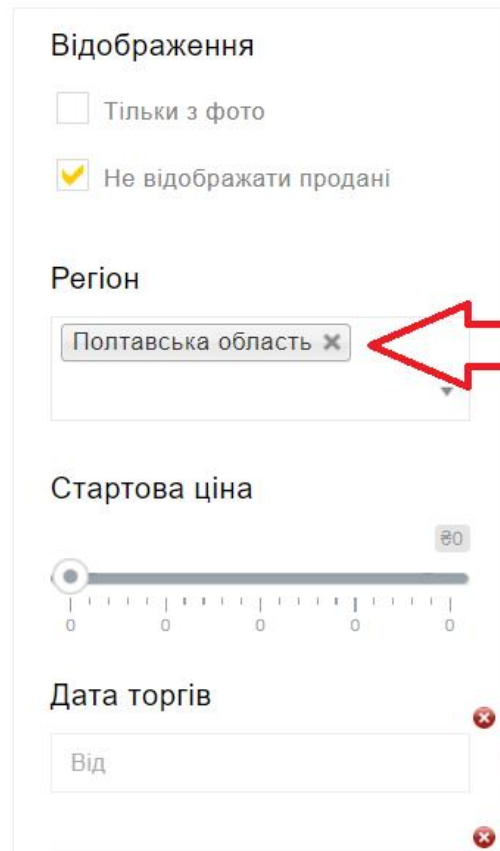 Відображення
Тільки з фото
Не відображати продані
Регіон
Полтавська область
Стартова ціна
₴0
0 0 0 0 0
Дата торгів
Від